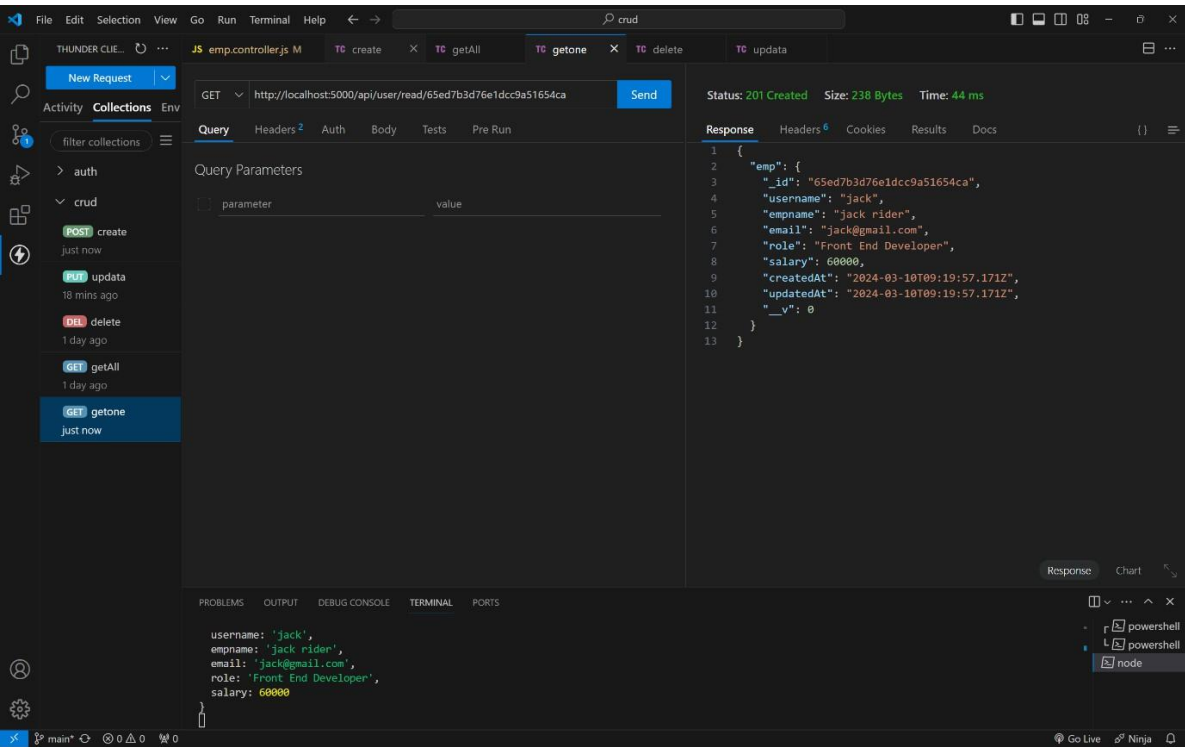 File Edit Selection View Go Run Terminal Help ← → crud
THUNDER CLIE... ···
JS emp.controller.js M TC create × TC getAll TC getone × TC delete TC updata ···
New Request
Activity Collections Env
filter collections
> auth
crud
POST create
just now
PUT updata
18 mins ago
DEL delete
1 day ago
GET getAll
1 day ago
GET getone
just now
GET http://localhost:5000/api/user/read/65ed7b3d76e1dcc9a51654ca Send
Query Headers 2 Auth Body Tests Pre Run
Query Parameters
parameter value
Status: 201 Created Size: 238 Bytes Time: 44 ms
Response Headers 6 Cookies Results Docs {}
1 {
2 "emp": {
3 "_id": "65ed7b3d76e1dcc9a51654ca",
4 "username": "jack",
5 "empname": "jack rider",
6 "email": "jack@gmail.com",
7 "role": "Front End Developer",
8 "salary": 60000,
9 "createdAt": "2024-03-10T09:19:57.171Z",
10 "updatedAt": "2024-03-10T09:19:57.171Z",
11 "__v": 0
12 }
13 }
Response Chart
PROBLEMS OUTPUT DEBUG CONSOLE TERMINAL PORTS
username: 'jack',
empname: 'jack rider',
email: 'jack@gmail.com',
role: 'Front End Developer',
salary: 60000
}
powershell
powershell
node
1
main* 0 0 0 Go Live Ninja